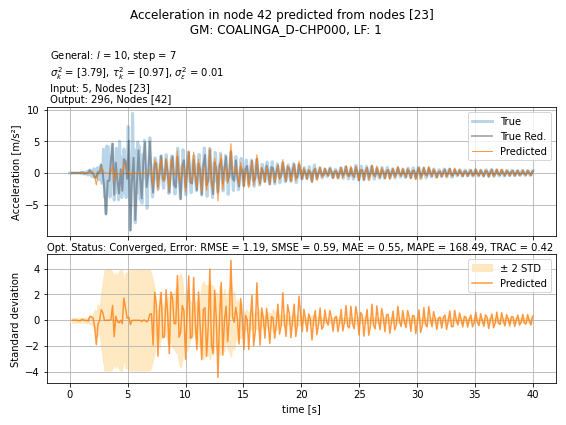 Acceleration in node 42 predicted from nodes [23]
GM: COALINGA_D-CHP000, LF: 1
General: l = 10, step = 7
σ²ₖ = [3.79], τ²ₖ = [0.97], σ²ε = 0.01
Input: 5, Nodes [23]
Output: 296, Nodes [42]
Acceleration [m/s²]
10
5
0
−5
True
True Red.
Predicted
Opt. Status: Converged, Error: RMSE = 1.19, SMSE = 0.59, MAE = 0.55, MAPE = 168.49, TRAC = 0.42
Standard deviation
4
2
0
−2
−4
± 2 STD
Predicted
0 5 10 15 20 25 30 35 40
time [s]